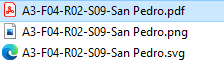 A3-F04-R02-S09-San Pedro.pdf
A3-F04-R02-S09-San Pedro.png
A3-F04-R02-S09-San Pedro.svg